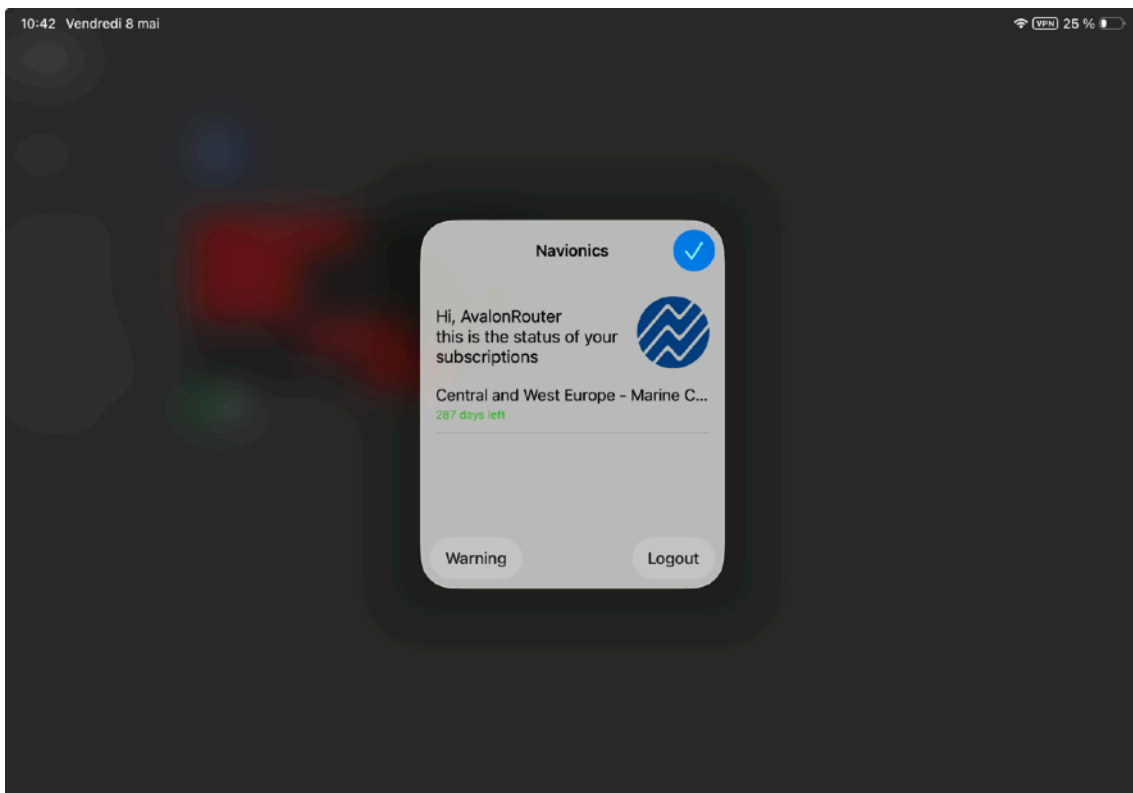 10:42 Vendredi 8 mai
VPN 25 %
Navionics
Hi, AvalonRouter
this is the status of your
subscriptions
Central and West Europe - Marine C...
287 days left
Warning
Logout